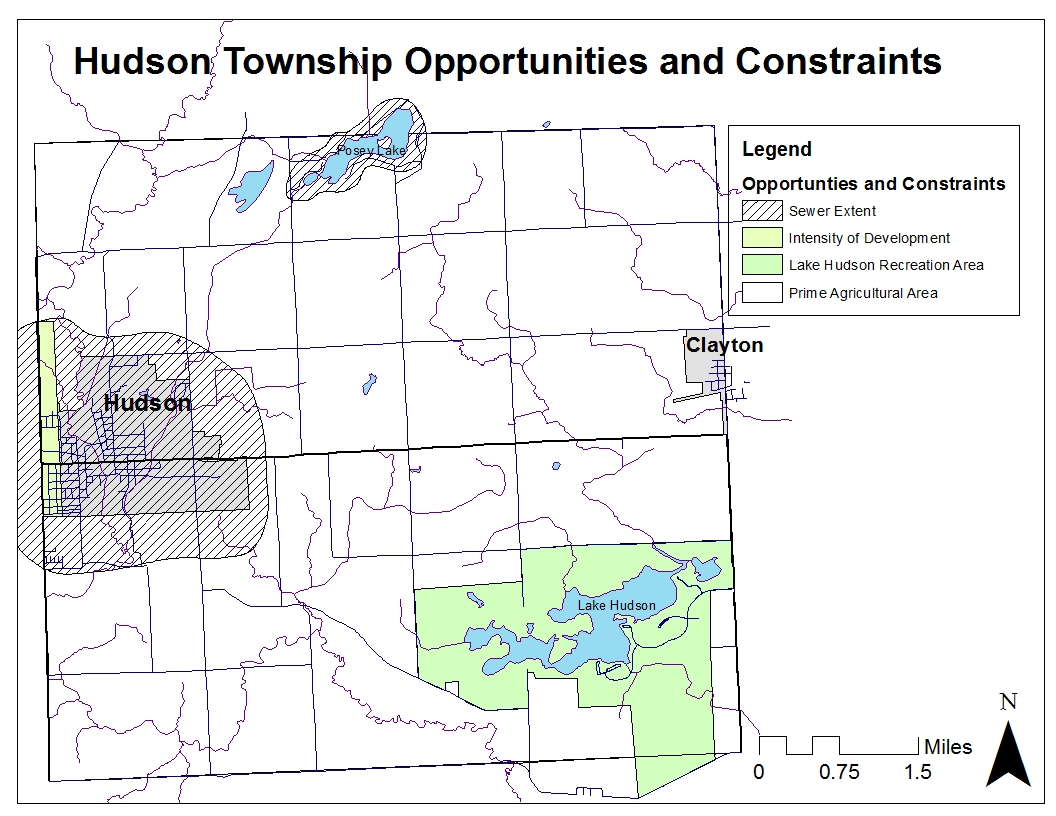 Hudson Township Opportunities and Constraints
Posey Lake
Legend
Opportunties and Constraints
Sewer Extent
Intensity of Development
Lake Hudson Recreation Area
Prime Agricultural Area
Clayton
Hudson
Lake Hudson
N
Miles
0 0.75 1.5